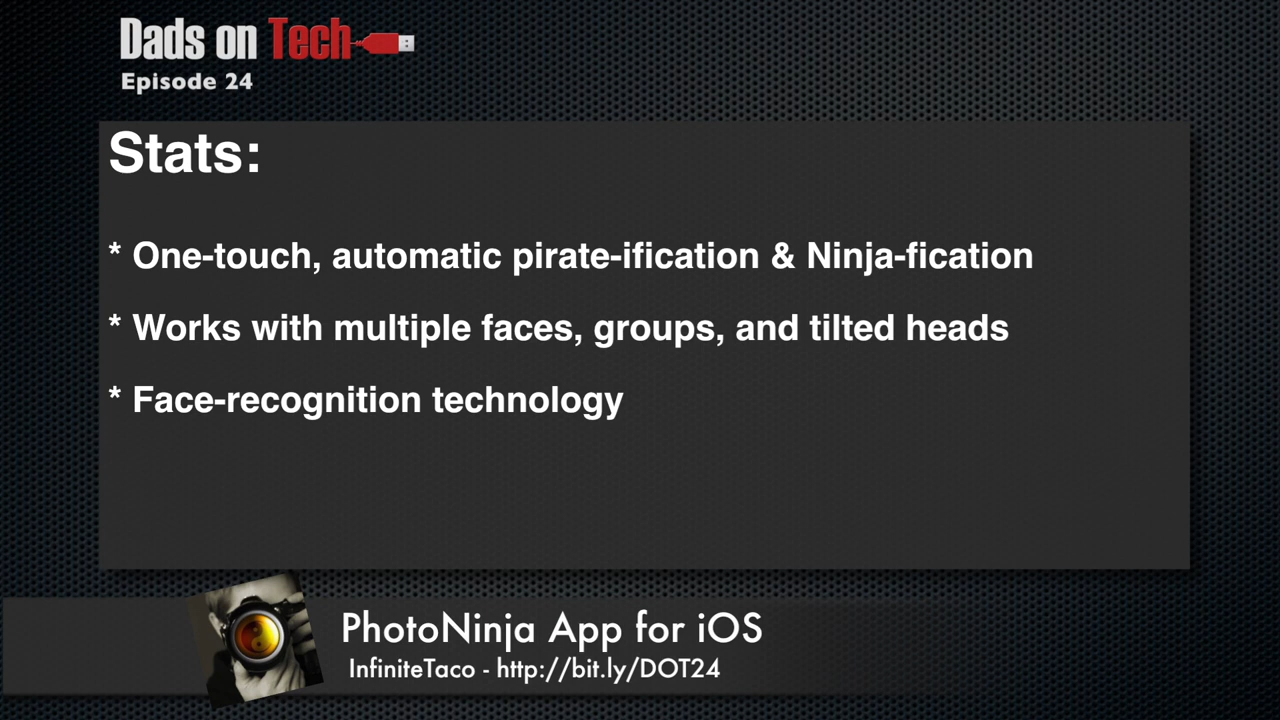 Dads on Tech
Episode 24
Stats:
* One-touch, automatic pirate-ification & Ninja-fication
* Works with multiple faces, groups, and tilted heads
* Face-recognition technology
PhotoNinja App for iOS
InfiniteTaco - http://bit.ly/DOT24